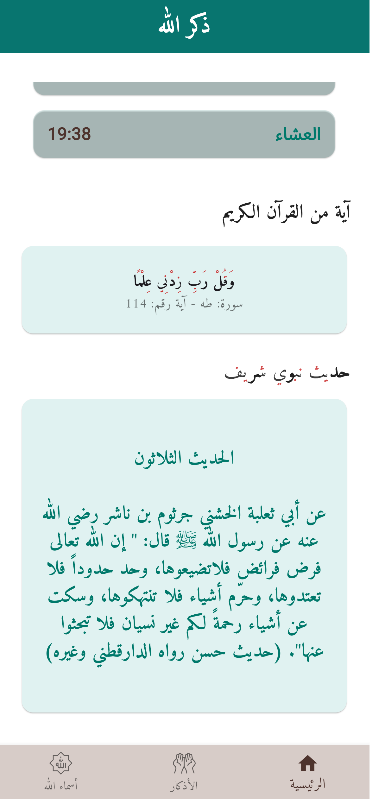 ذكر الله
العشاء 19:38
آية من القرآن الكريم
وَقُلْ رَبِّ زِدْنِي عِلْمًا
سورة: طه - آية رقم: 114
حديث نبوي شريف
الحديث الثلاثون
عن أبي ثعلبة الخشني جرثوم بن ناشر رضي الله
عنه عن رسول الله ﷺ قال: " إن الله تعالى
فرض فرائض فلاتضيعوها، وحد حدوداً فلا
تعتدوها، وحرّم أشياء فلا تنتهكوها، وسكت
عن أشياء رحمةً لكم غير نسيان فلا تبحثوا
عنها". (حديث حسن رواه الدارقطني وغيره)
الرئيسية الأذكار أسماء الله